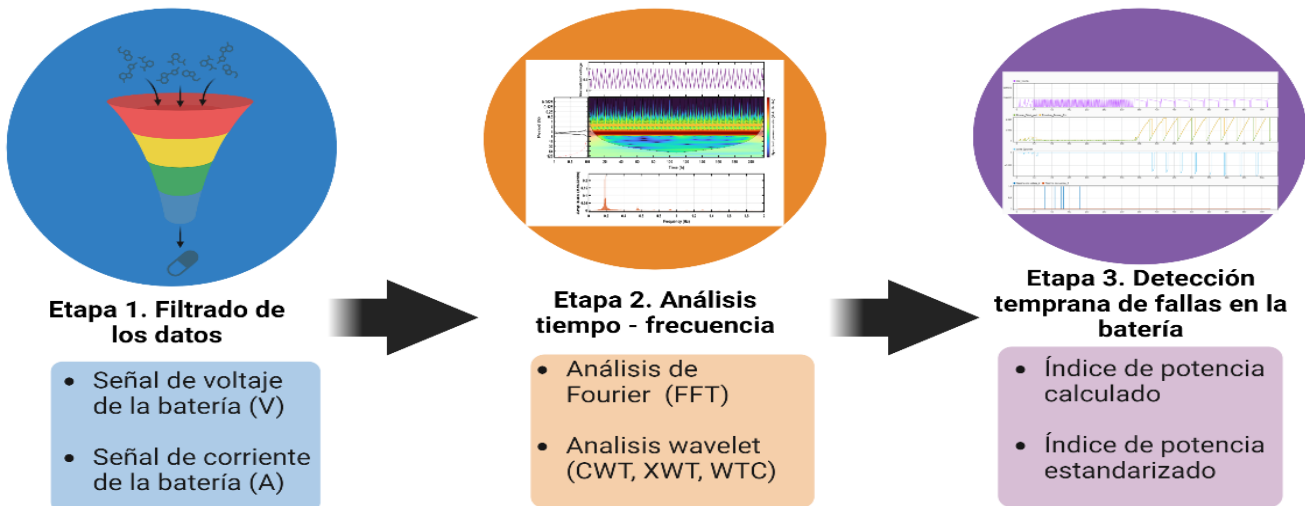 Etapa 1. Filtrado de
los datos
• Señal de voltaje
de la batería (V)
• Señal de corriente
de la batería (A)
Time (s)
Frequency (Hz)
Etapa 2. Análisis
tiempo - frecuencia
• Análisis de
Fourier (FFT)
• Analisis wavelet
(CWT, XWT, WTC)
Etapa 3. Detección
temprana de fallas en la
batería
• Índice de potencia
calculado
• Índice de potencia
estandarizado